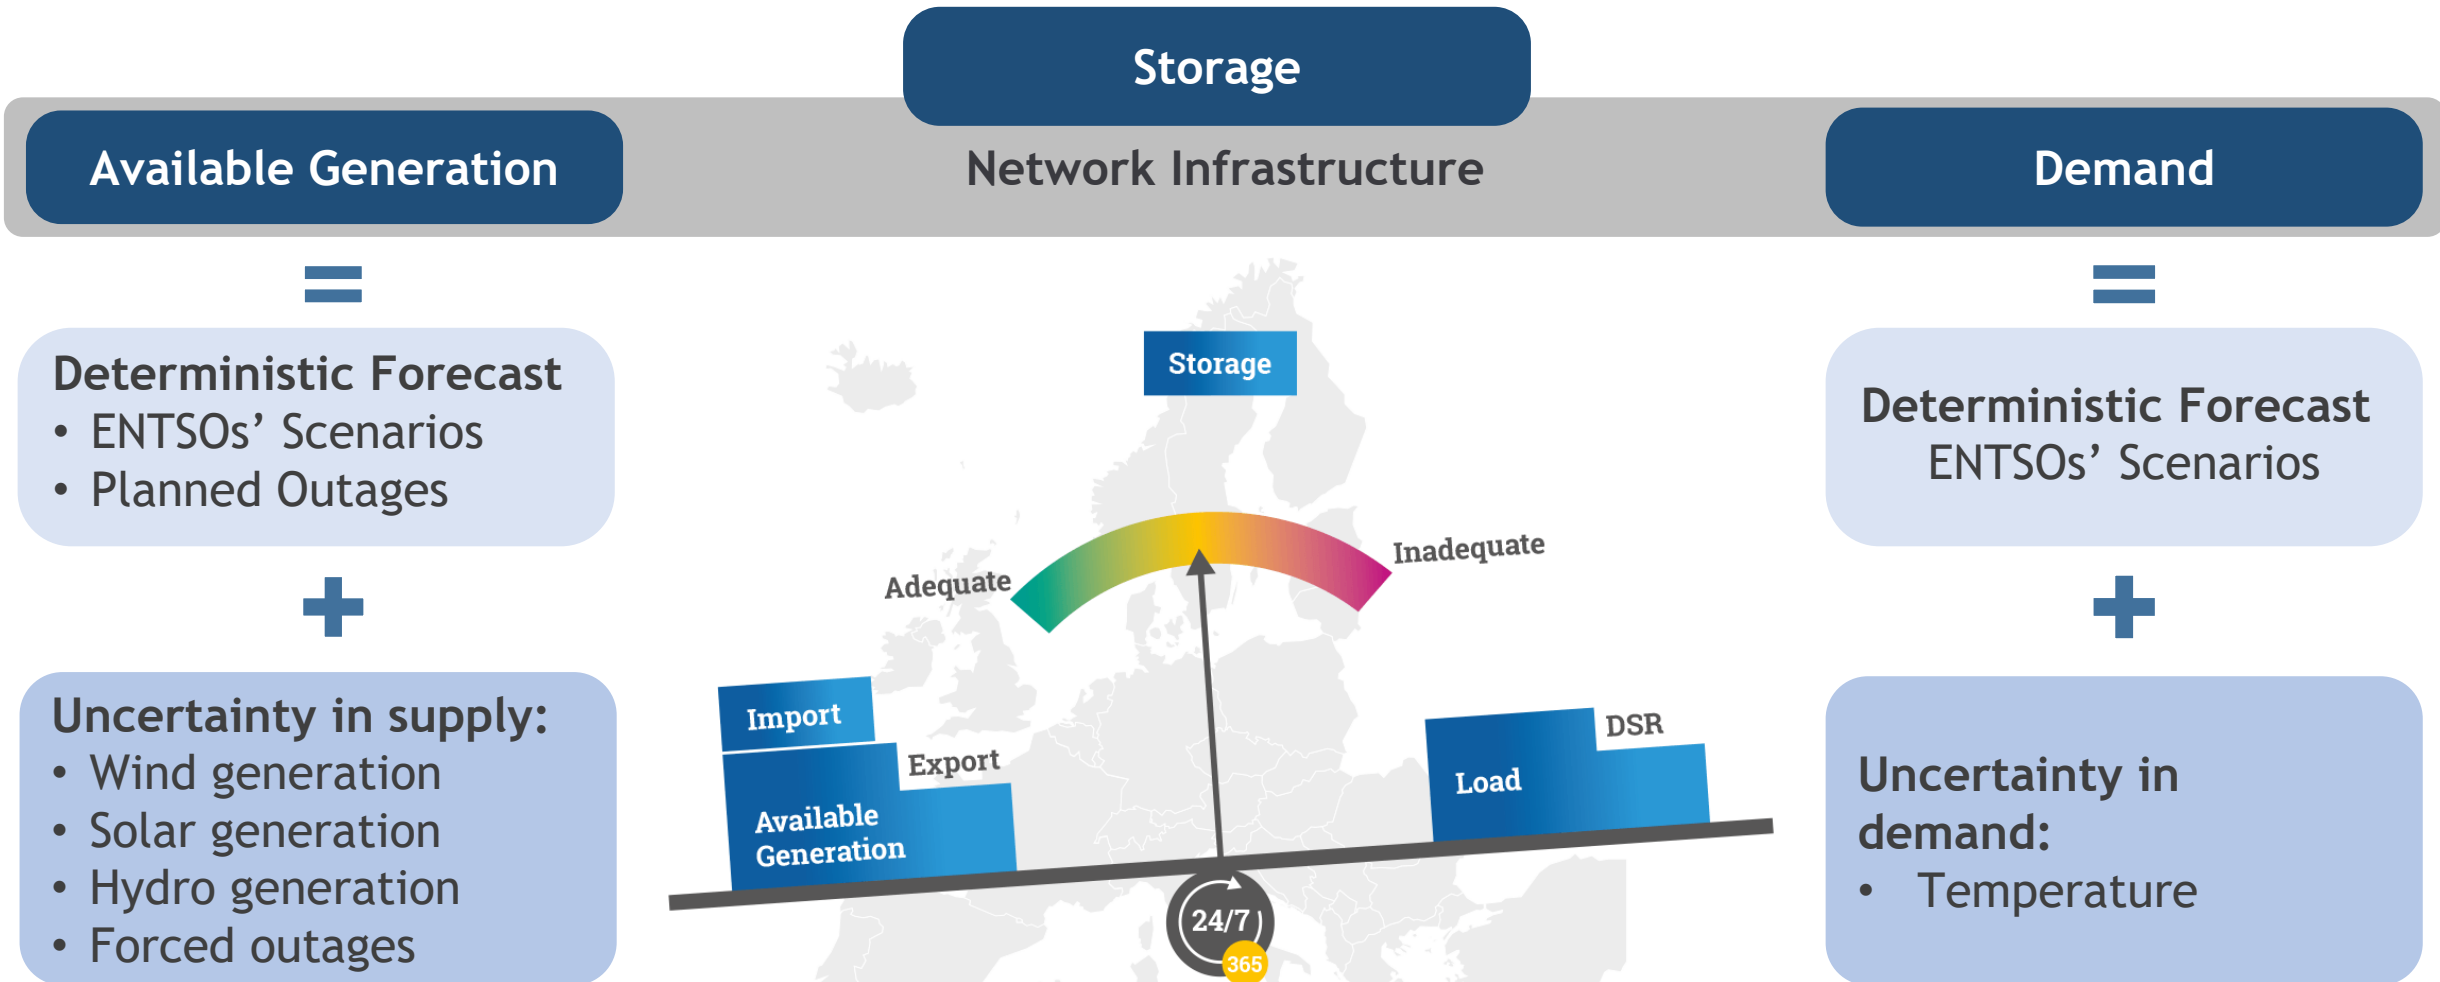 Storage
Available Generation
Network Infrastructure
Demand
Deterministic Forecast
• ENTSOs’ Scenarios
• Planned Outages
Uncertainty in supply:
• Wind generation
• Solar generation
• Hydro generation
• Forced outages
Storage
Adequate
Inadequate
Import
Export
Available
Generation
DSR
Load
24/7
365
Deterministic Forecast
ENTSOs’ Scenarios
Uncertainty in
demand:
• Temperature